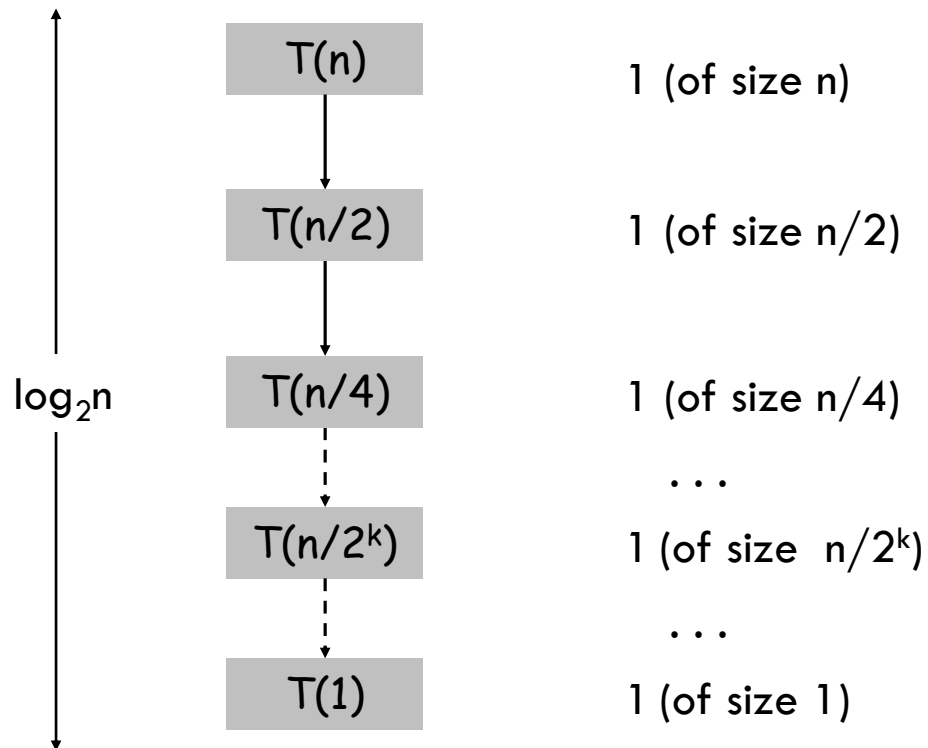 T(n) 1 (of size n)
T(n/2) 1 (of size n/2)
log₂n T(n/4) 1 (of size n/4)
. . .
T(n/2ᵏ) 1 (of size n/2ᵏ)
. . .
T(1) 1 (of size 1)